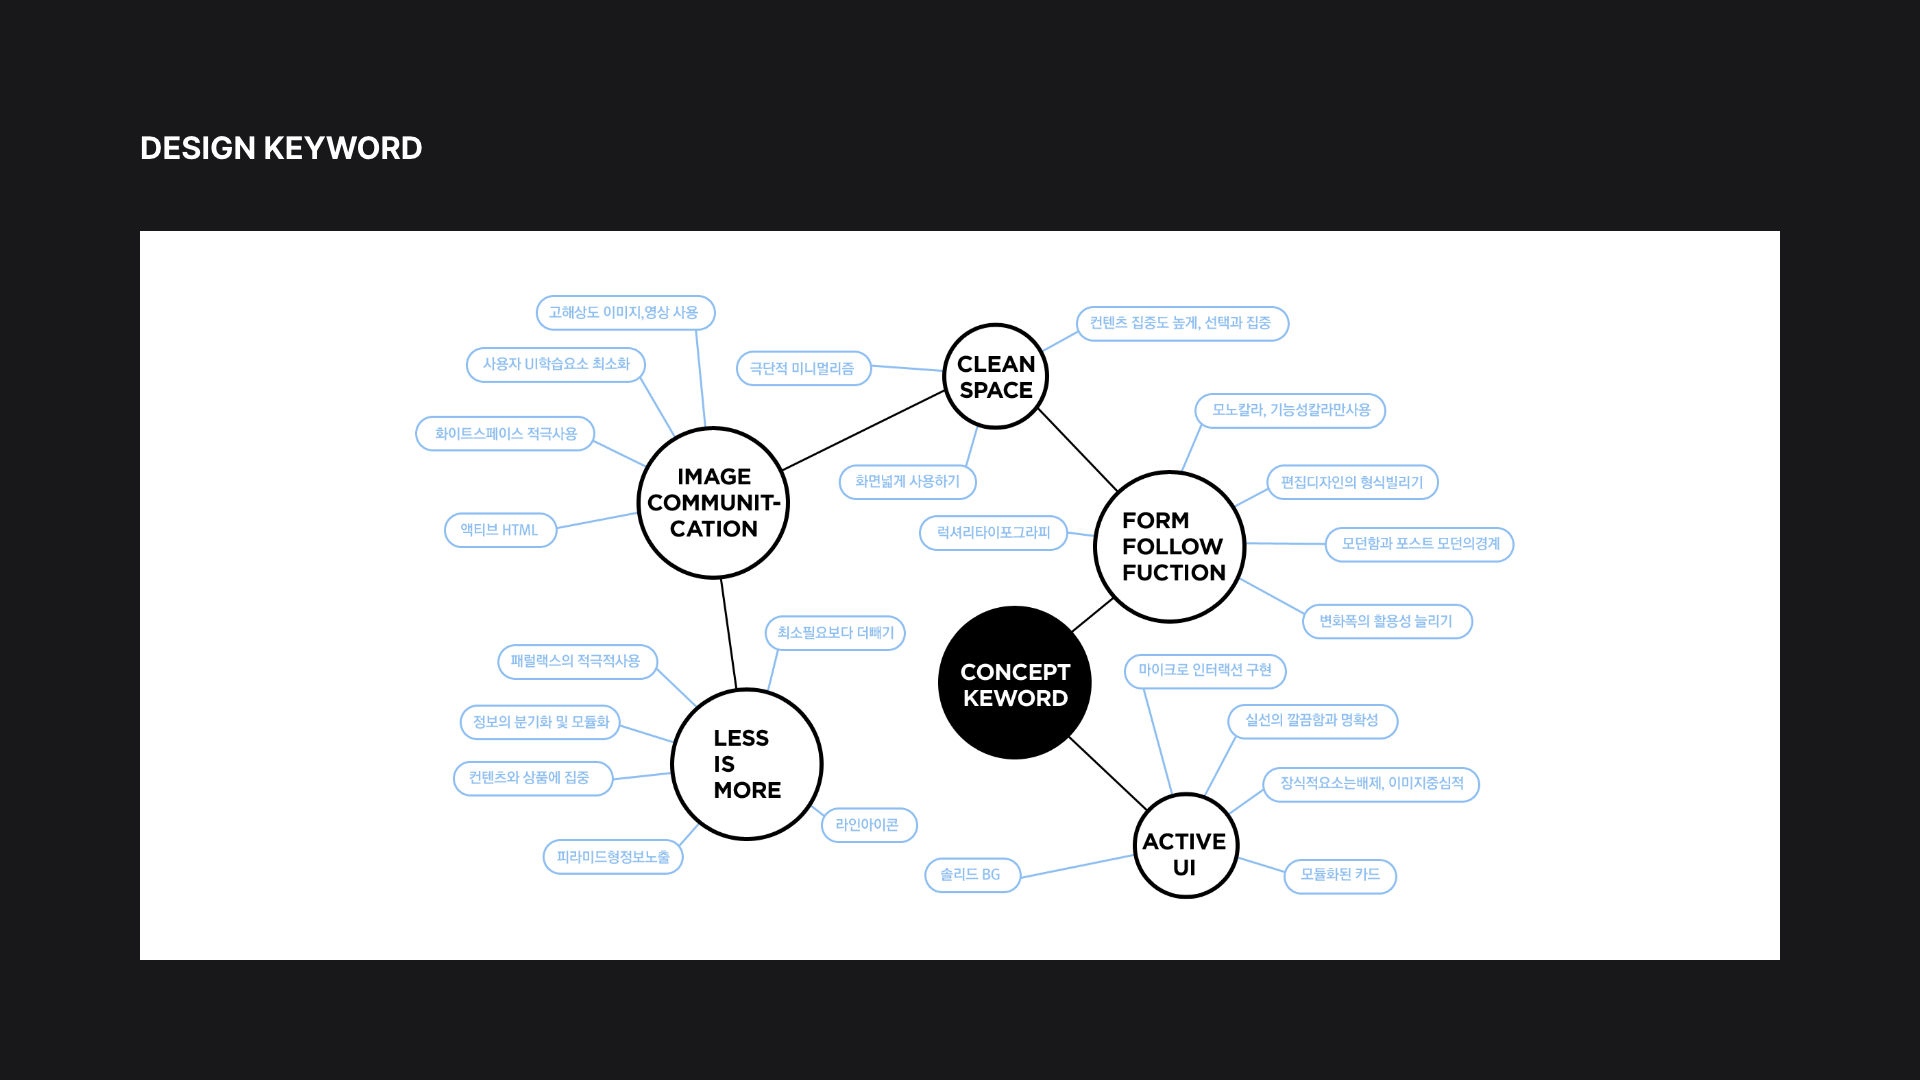 DESIGN KEYWORD
고해상도 이미지,영상 사용
사용자 UI학습요소 최소화
화이트스페이스 적극사용
액티브 HTML
IMAGE
COMMUNIT-
CATION
극단적 미니멀리즘
CLEAN
SPACE
컨텐츠 집중도 높게, 선택과 집중
화면넓게 사용하기
모노칼라, 기능성칼라만사용
편집디자인의 형식빌리기
럭셔리타이포그라피
FORM
FOLLOW
FUCTION
모던함과 포스트 모던의경계
변화폭의 활용성 늘리기
CONCEPT
KEWORD
최소필요보다 더빼기
패럴랙스의 적극적사용
정보의 분기화 및 모듈화
컨텐츠와 상품에 집중
피라미드형정보노출
LESS
IS
MORE
라인아이콘
마이크로 인터랙션 구현
실선의 깔끔함과 명확성
장식적요소는배제, 이미지중심적
ACTIVE
UI
솔리드 BG
모듈화된 카드